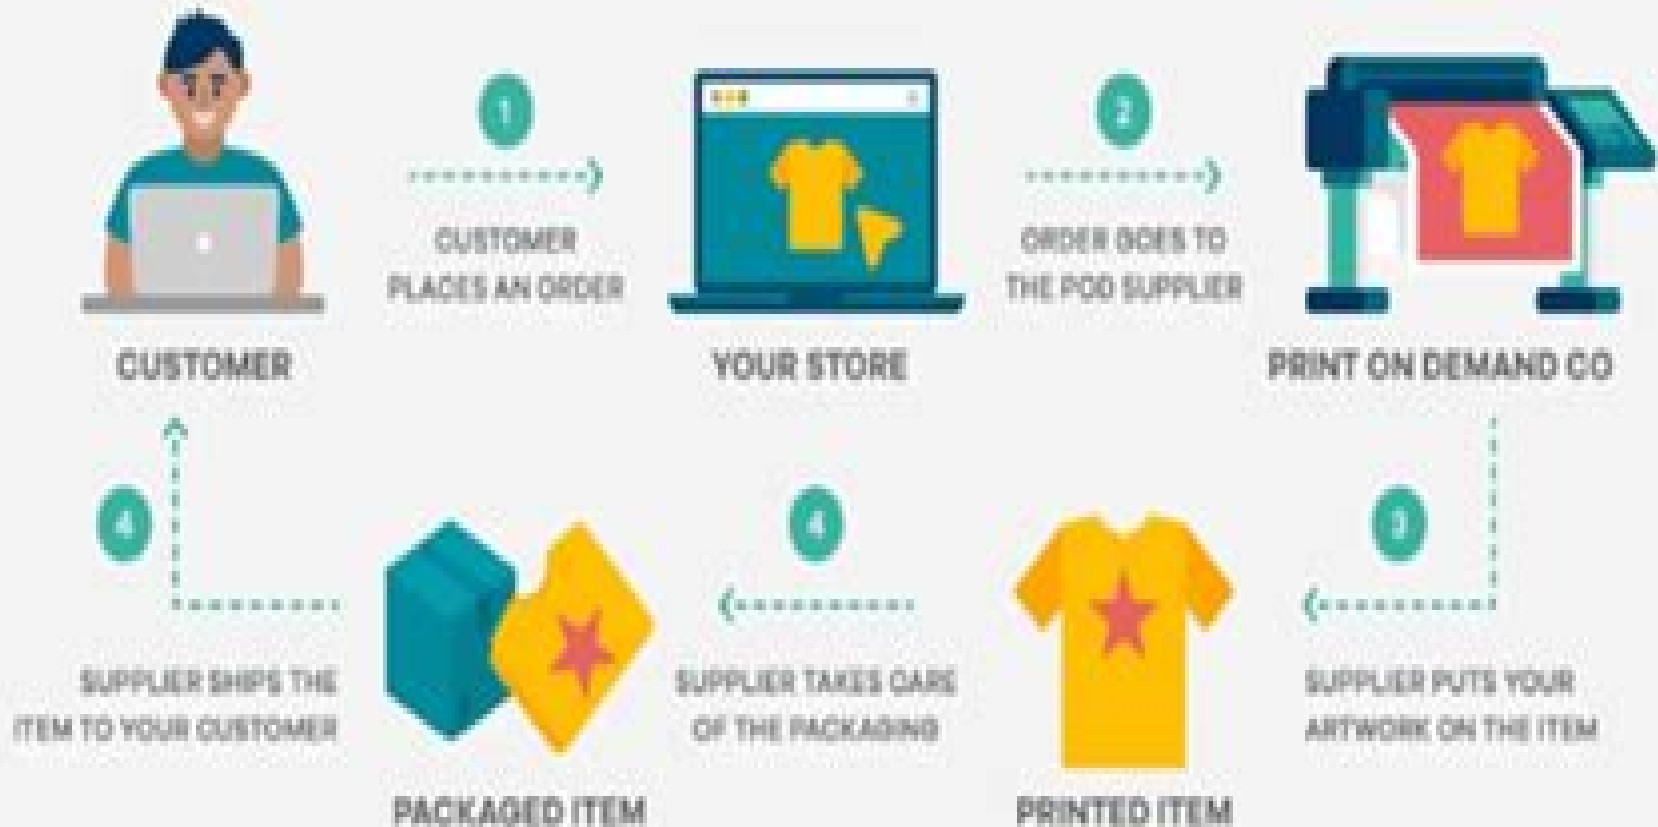 1
2
CUSTOMER
PLACES AN ORDER
ORDER GOES TO
THE POD SUPPLIER
CUSTOMER
YOUR STORE
PRINT ON DEMAND CO
4
4
3
SUPPLIER SHIPS THE
ITEM TO YOUR CUSTOMER
SUPPLIER TAKES CARE
OF THE PACKAGING
SUPPLIER PUTS YOUR
ARTWORK ON THE ITEM
PACKAGED ITEM
PRINTED ITEM